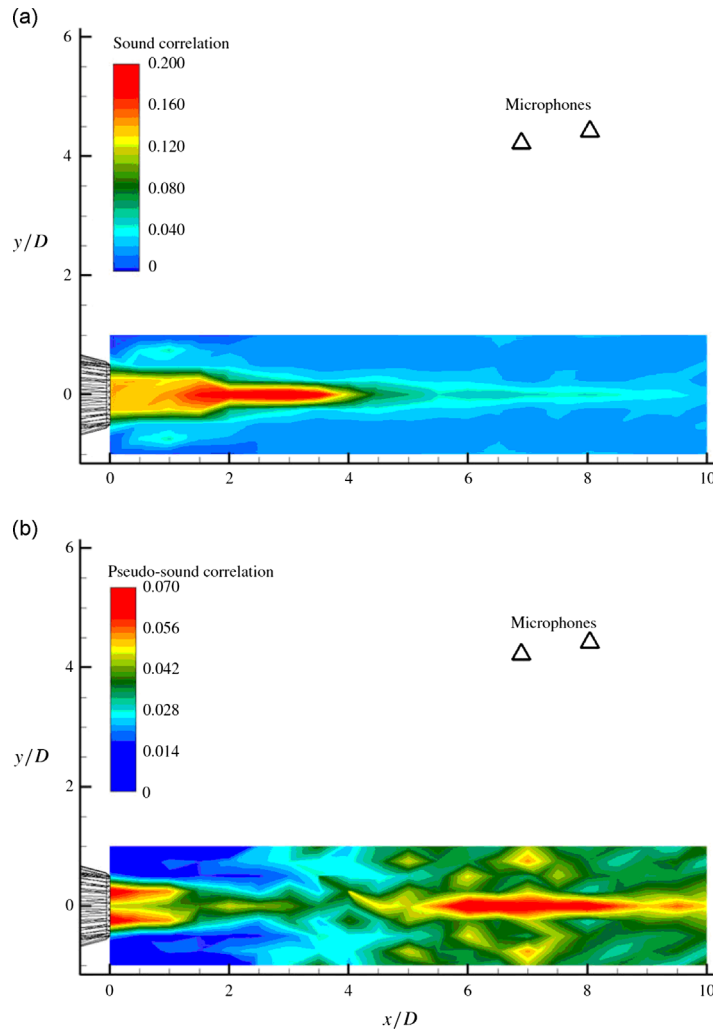 (a)
6
Sound correlation
0.200
0.160
0.120
0.080
0.040
0
Microphones
4
y/D
2
0
0 2 4 6 8 10
(b)
6
Pseudo-sound correlation
0.070
0.056
0.042
0.028
0.014
0
Microphones
4
y/D
2
0
0 2 4 6 8 10
x/D